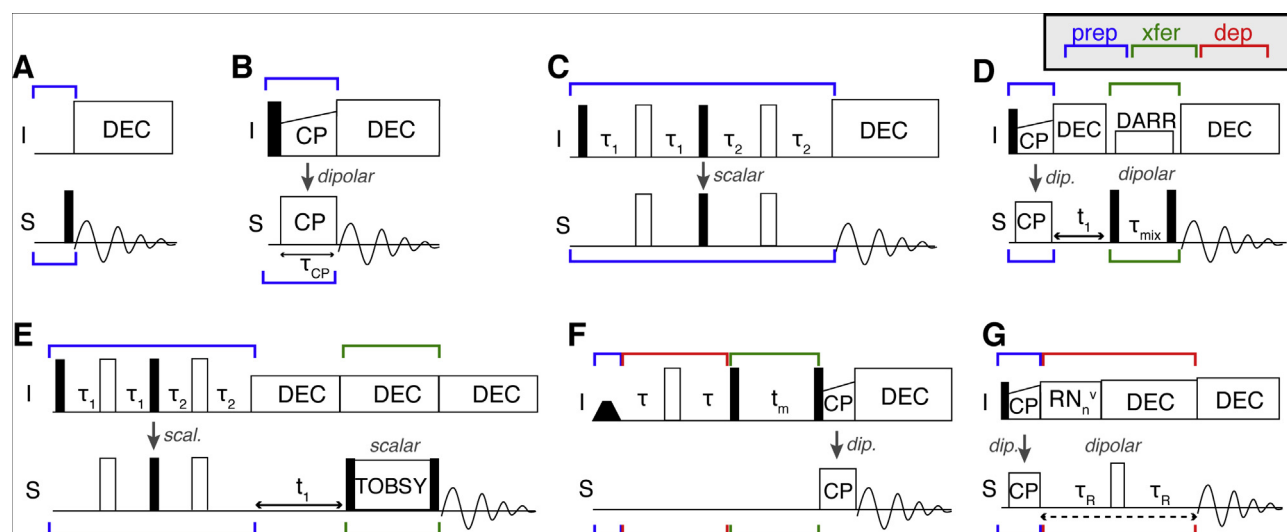 prep xfer dep
A B C D
I DEC
S
I CP DEC
dipolar
S CP
τCP
I τ1 τ1 τ2 τ2 DEC
scalar
S
I CP DEC DARR DEC
dip. dipolar
S CP t1 τmix
E F G
I τ1 τ1 τ2 τ2 DEC DEC DEC
scal. scalar
S t1 TOBSY
I τ τ tm CP DEC
dip.
S CP
I CP RNnν DEC DEC
dip. dipolar
S CP τR τR